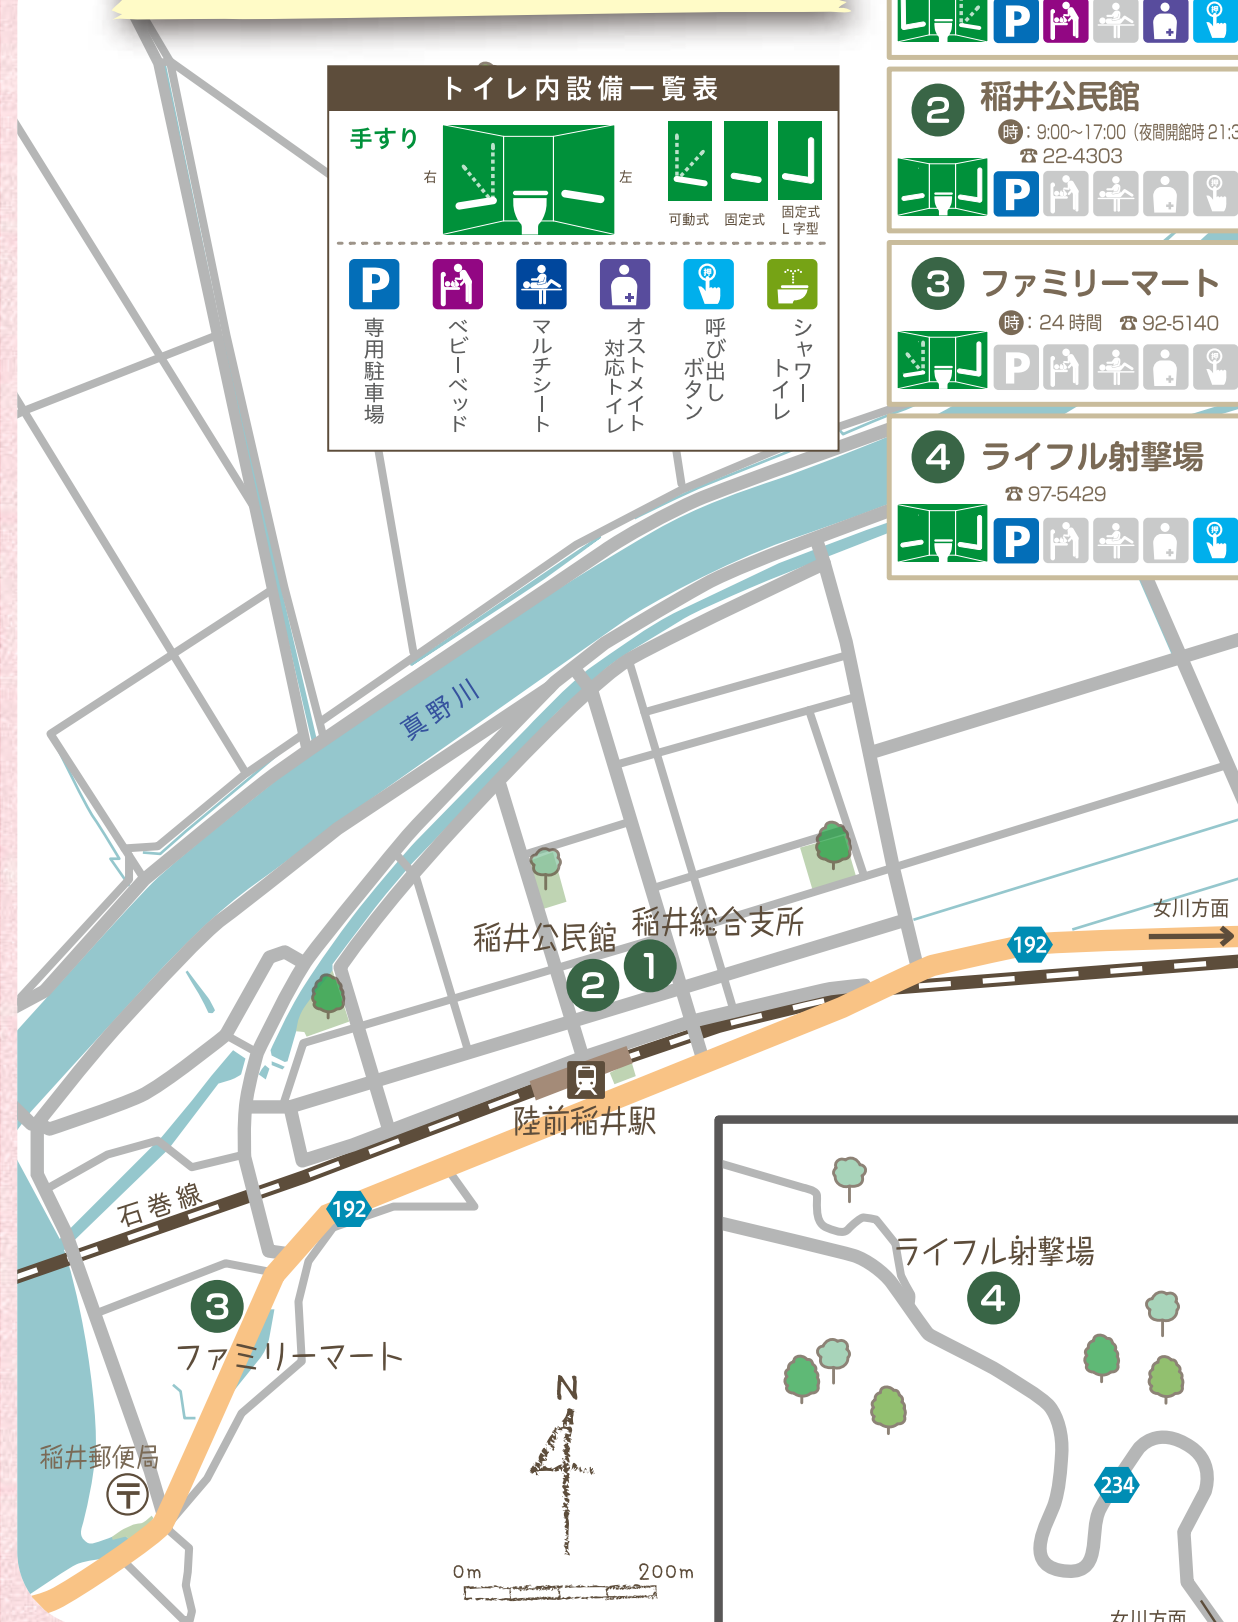 トイレ内設備一覧表
手すり
右
左
可動式
固定式
固定式
L字型
P
専用駐車場
ベビーベッド
マルチシート
オストメイト
対応トイレ
押
呼び出し
ボタン
シャワー
トイレ
P
押
2
稲井公民館
時：9:00～17:00（夜間開館時 21:3
☎ 22-4303
P
押
3
ファミリーマート
時：24 時間　☎ 92-5140
P
押
4
ライフル射撃場
☎ 97-5429
P
押
真野川
稲井公民館
2
稲井総合支所
1
女川方面
192
陸前稲井駅
石巻線
192
3
ファミリーマート
稲井郵便局
〒
N
0m
200m
ライフル射撃場
4
234
女川方面